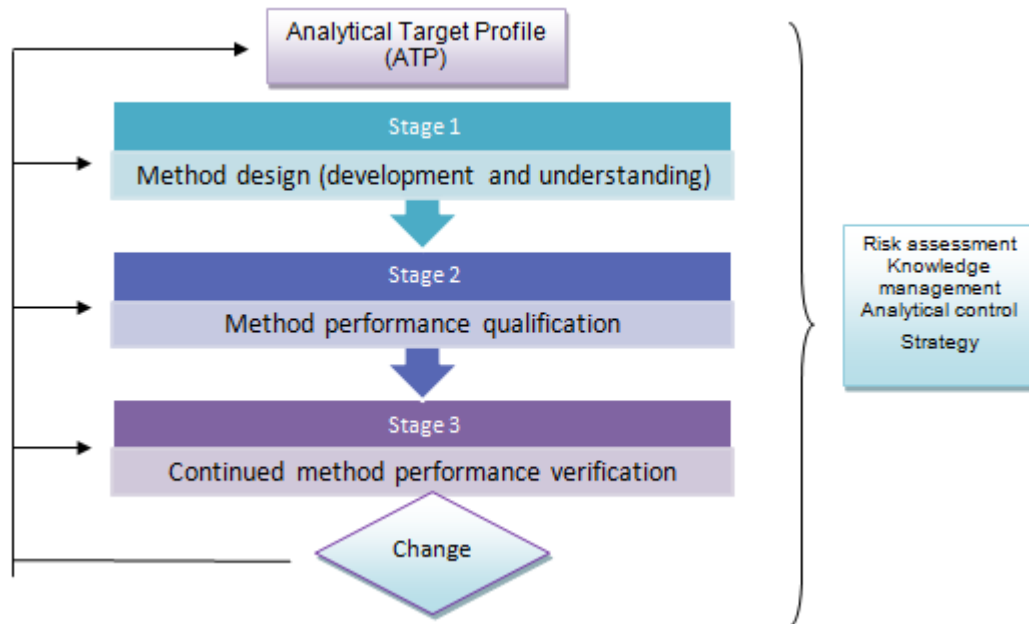 Analytical Target Profile
(ATP)
Stage 1
Method design (development and understanding)
Stage 2
Method performance qualification
Stage 3
Continued method performance verification
Change
Risk assessment
Knowledge
management
Analytical control
Strategy